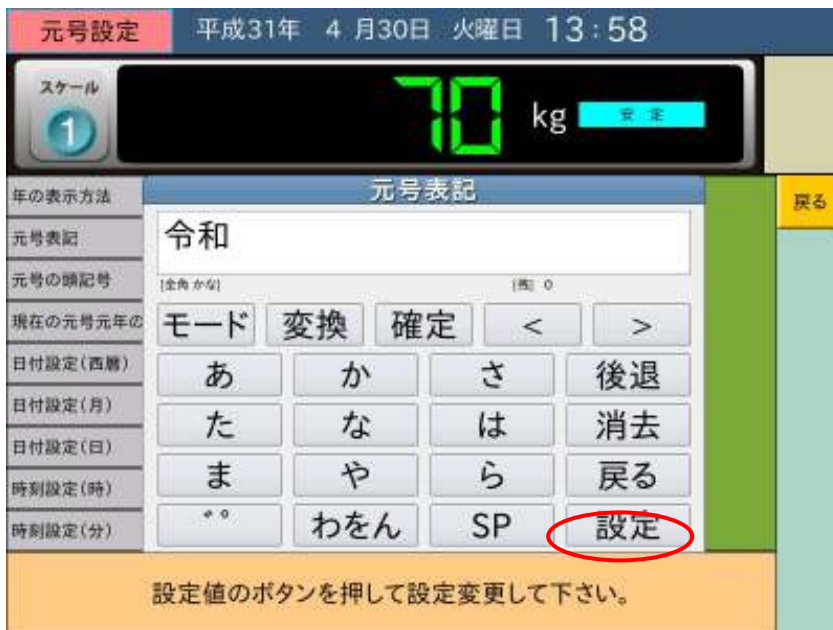 元号設定 平成31年 4 月30日 火曜日 13:58
スケール
1
70 kg 安定
年の表示方法
元号表記
元号の頭記号
現在の元号元年の
日付設定(西暦)
日付設定(月)
日付設定(日)
時刻設定(時)
時刻設定(分)
元号表記
令和
[全角 かな] [残] 0
モード 変換 確定 < >
あ か さ 後退
た な は 消去
ま や ら 戻る
゛゜ わをん SP 設定
戻る
設定値のボタンを押して設定変更して下さい。